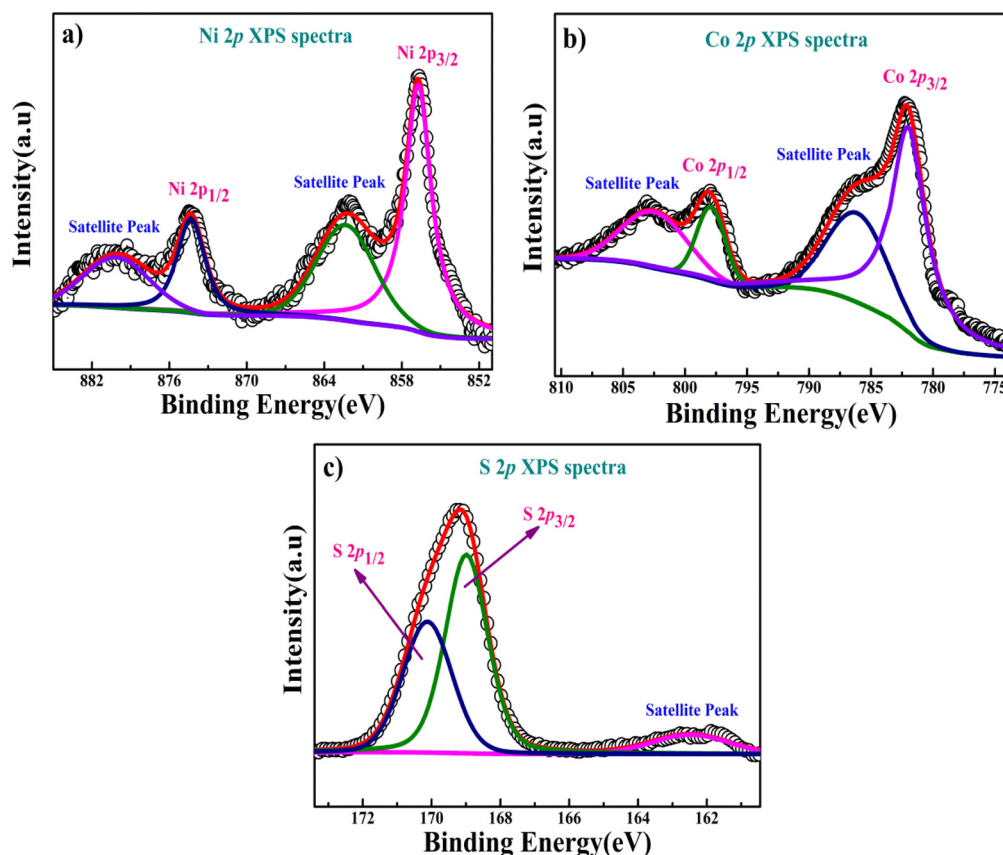 a)
Ni 2p XPS spectra
Ni 2p3/2
Ni 2p1/2
Satellite Peak
Satellite Peak
Intensity(a.u)
882 874 870 864 856 852
Binding Energy(eV)
b)
Co 2p XPS spectra
Co 2p3/2
Co 2p1/2
Satellite Peak
Satellite Peak
Intensity(a.u)
810 805 800 795 790 785 780 775
Binding Energy(eV)
c)
S 2p XPS spectra
S 2p3/2
S 2p1/2
Satellite Peak
Intensity(a.u)
172 170 168 166 164 162
Binding Energy(eV)